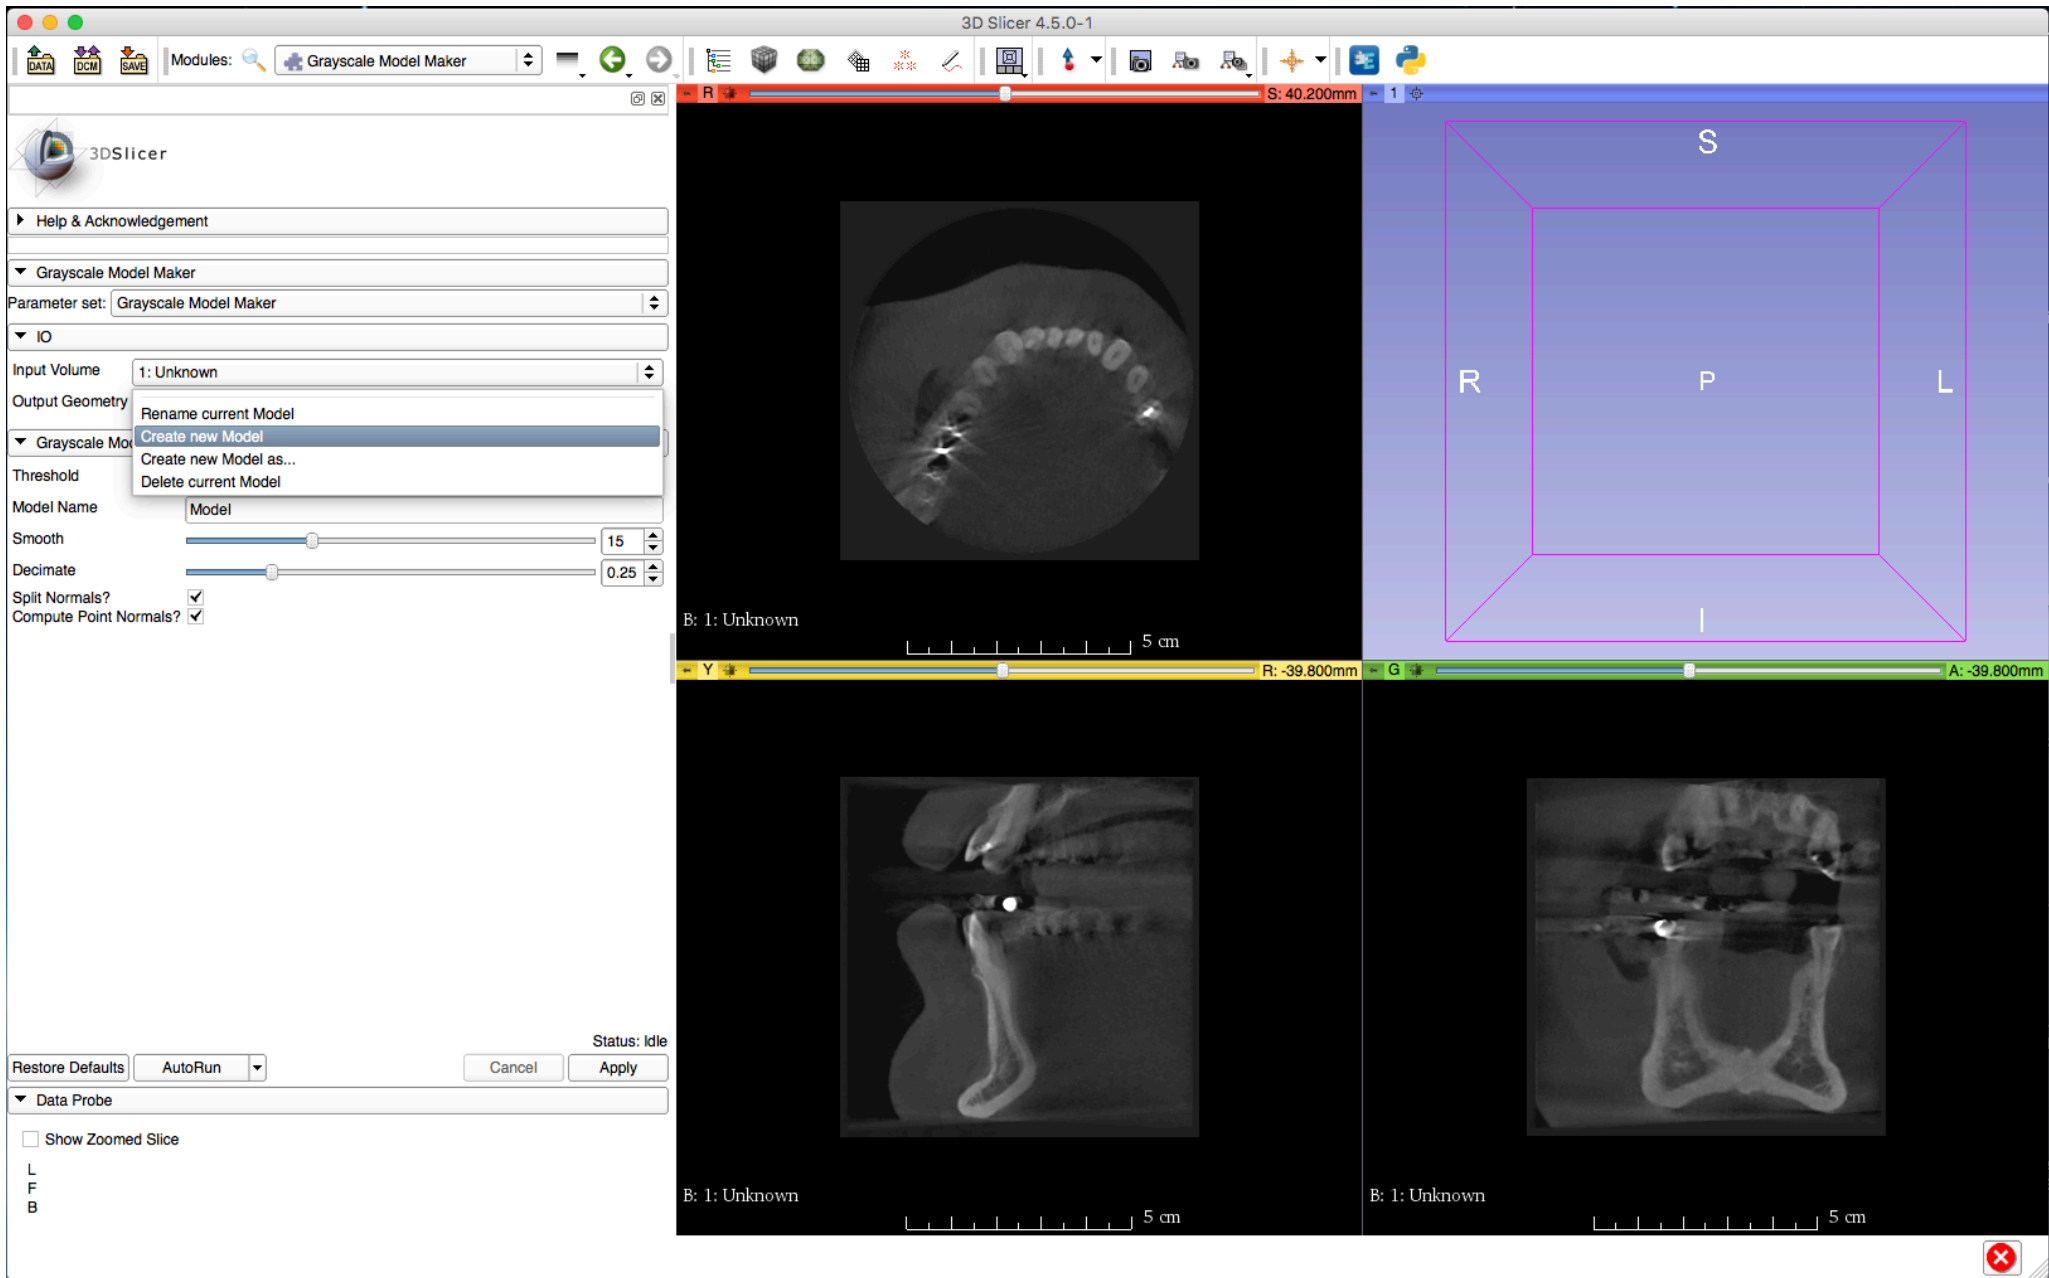 3D Slicer 4.5.0-1
DATA DCM SAVE Modules: Grayscale Model Maker
3DSlicer
Help & Acknowledgement
Grayscale Model Maker
Parameter set: Grayscale Model Maker
IO
Input Volume 1: Unknown
Output Geometry
Rename current Model
Create new Model
Create new Model as...
Delete current Model
Grayscale Mod
Threshold
Model Name Model
Smooth 15
Decimate 0.25
Split Normals?
Compute Point Normals?
Status: Idle
Restore Defaults AutoRun Cancel Apply
Data Probe
Show Zoomed Slice
L
F
B
R S: 40.200mm
B: 1: Unknown
5 cm
1
S
R P L
I
Y R: -39.800mm
B: 1: Unknown
5 cm
G A: -39.800mm
B: 1: Unknown
5 cm